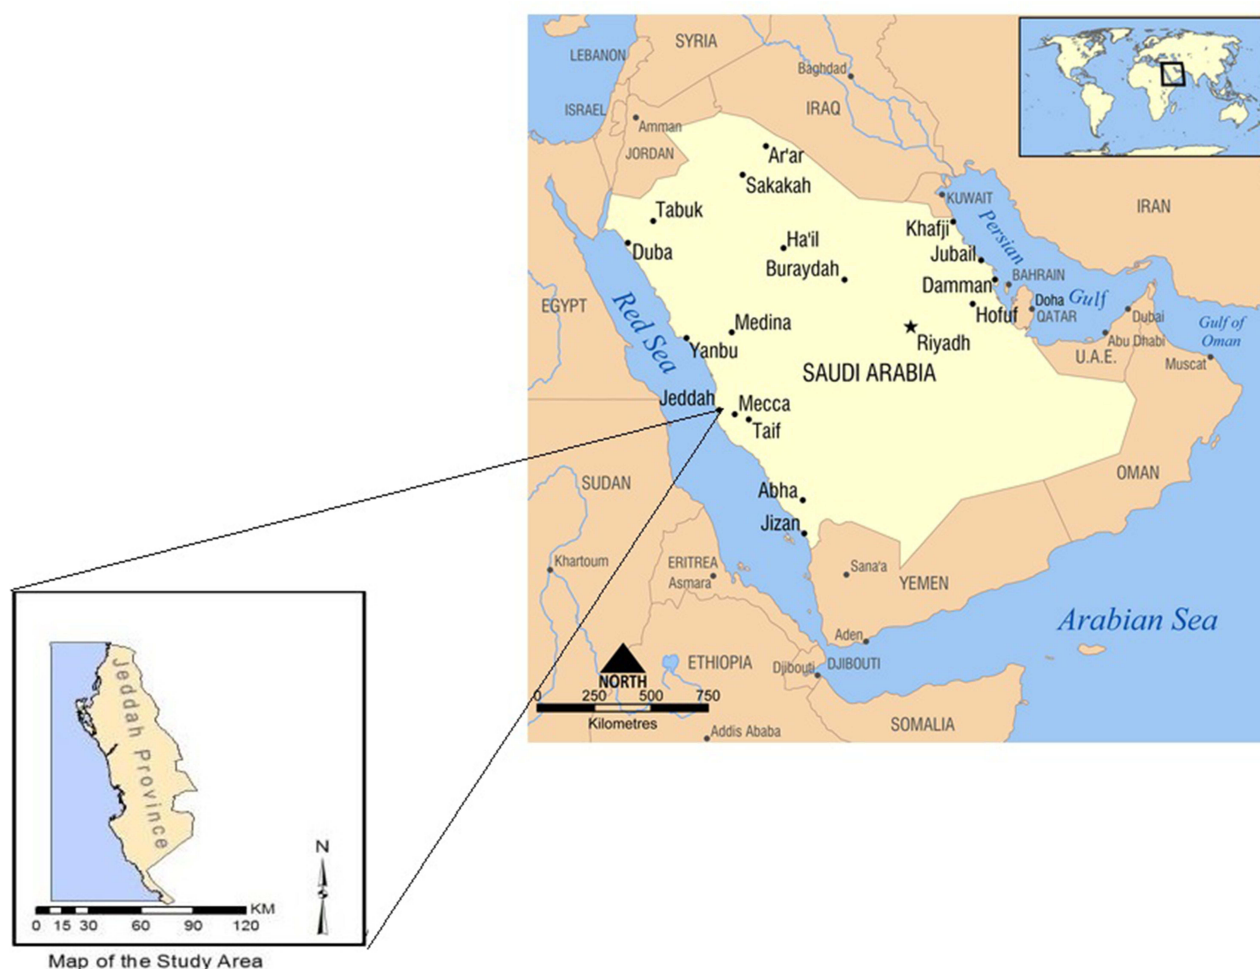 SYRIA
LEBANON
Baghdad
ISRAEL
IRAQ
Amman
JORDAN
Ar'ar
Sakakah
KUWAIT
IRAN
Tabuk
Khafji
Persian
Gulf
Duba
Ha'il
Jubail
Buraydah
Damman
BAHRAIN
EGYPT
Red Sea
Hofuf
Doha
QATAR
Dubai
Gulf of
Oman
Medina
Yanbu
Riyadh
Abu Dhabi
U.A.E.
Muscat
SAUDI ARABIA
Jeddah
Mecca
Taif
OMAN
SUDAN
Abha
Jizan
Khartoum
ERITREA
Asmara
Sana'a
YEMEN
Arabian Sea
Aden
ETHIOPIA
Djibouti
DJIBOUTI
NORTH
0 250 500 750
Kilometres
SOMALIA
Addis Ababa
Jeddah Province
N
KM
0 15 30 60 90 120
Map of the Study Area